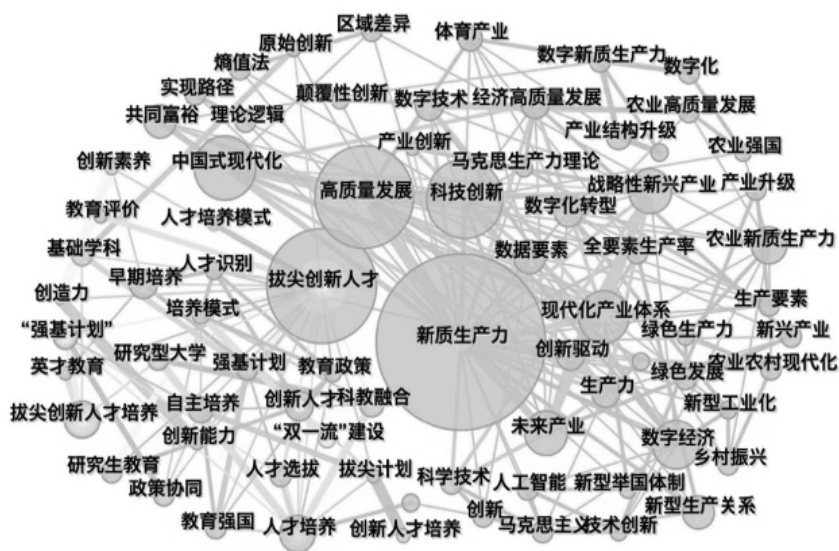 区域差异
体育产业
原始创新
数字新质生产力
熵值法
数字化
实现路径
颠覆性创新
数字技术
经济高质量发展
农业高质量发展
共同富裕
理论逻辑
产业创新
产业结构升级
创新素养
中国式现代化
马克思生产力理论
农业强国
高质量发展
科技创新
战略性新兴产业
产业升级
教育评价
人才培养模式
数字化转型
农业新质生产力
基础学科
人才识别
数据要素
全要素生产率
早期培养
拔尖创新人才
创造力
培养模式
现代化产业体系
生产要素
“强基计划”
新质生产力
绿色生产力
新兴产业
研究型大学
创新驱动
英才教育
强基计划
教育政策
农业农村现代化
绿色发展
生产力
自主培养
创新人才
科教融合
新型工业化
拔尖创新人才培养
创新能力
“双一流”建设
未来产业
数字经济
研究生教育
人才选拔
拔尖计划
科学技术
人工智能
新型举国体制
乡村振兴
政策协同
创新
新型生产关系
教育强国
人才培养
创新人才培养
马克思主义
技术创新